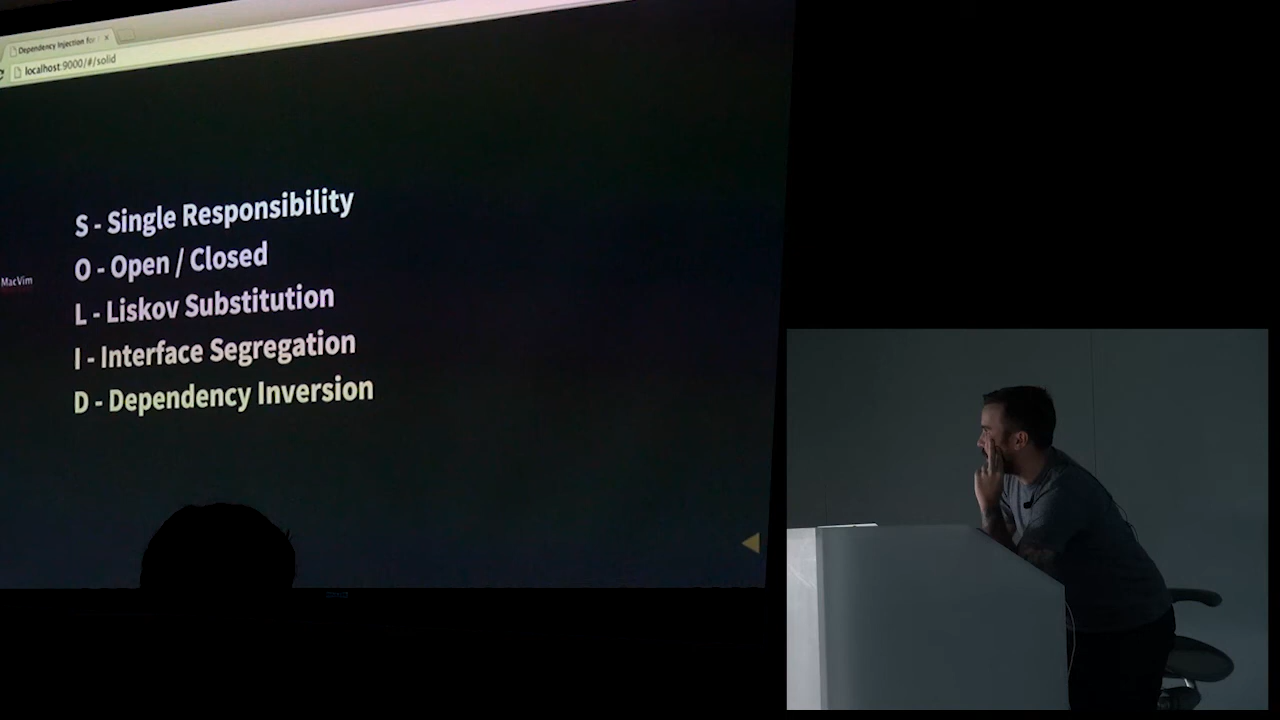 Dependency Injection for
localhost:9000/#/solid
S - Single Responsibility
O - Open / Closed
MacVim
L - Liskov Substitution
I - Interface Segregation
D - Dependency Inversion